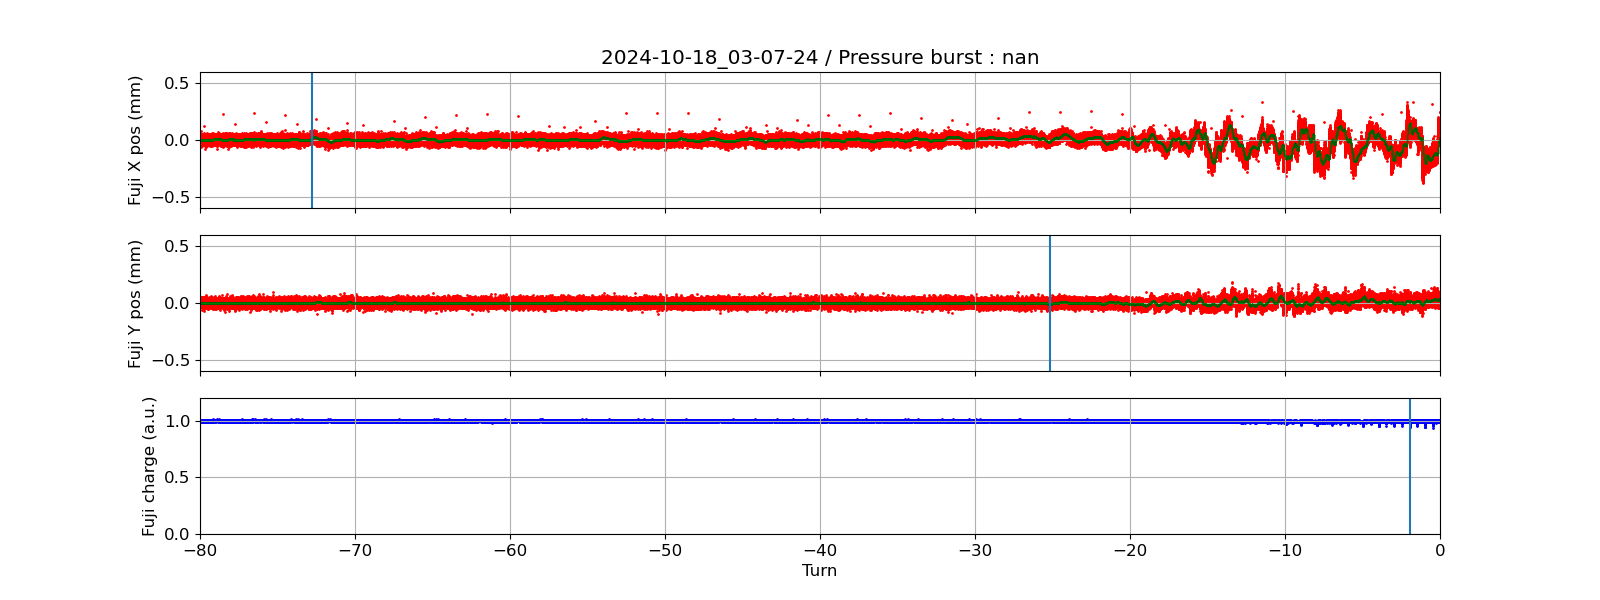 2024-10-18_03-07-24 / Pressure burst : nan
Fuji X pos (mm)
0.5
0.0
−0.5
Fuji Y pos (mm)
0.5
0.0
−0.5
Fuji charge (a.u.)
1.0
0.5
0.0
−80 −70 −60 −50 −40 −30 −20 −10 0
Turn